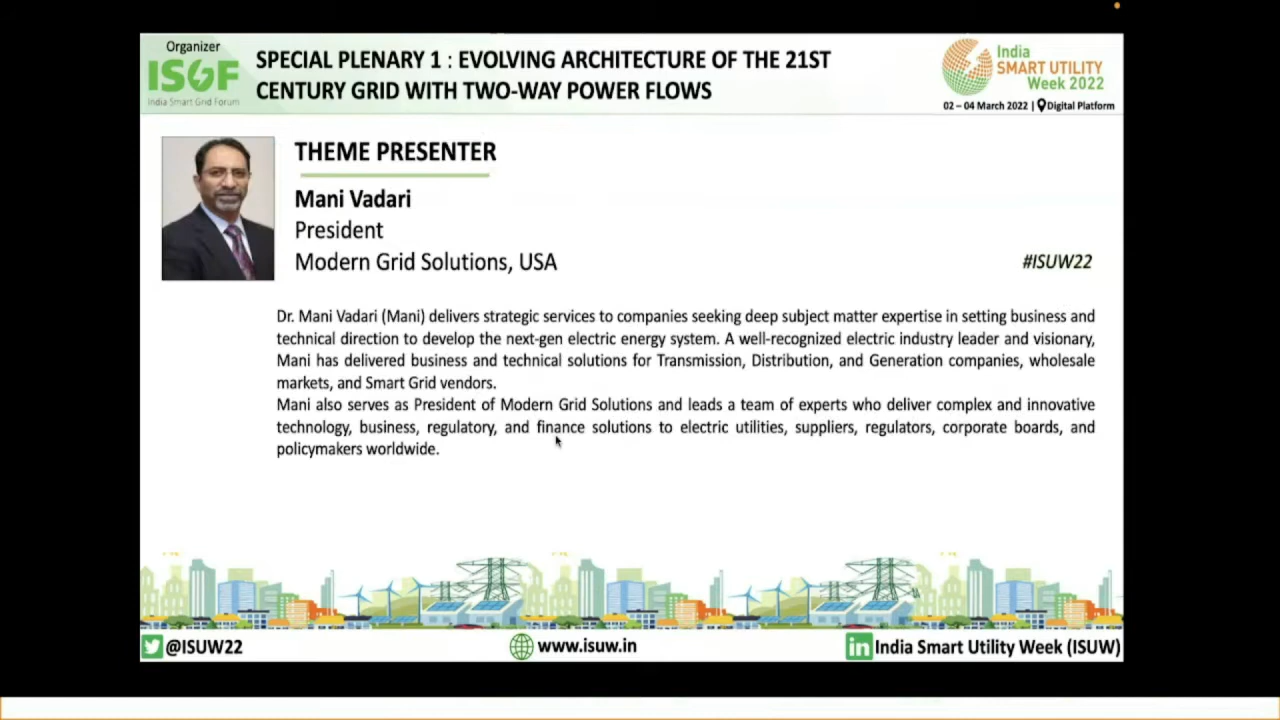 Organizer
ISGF
India Smart Grid Forum
SPECIAL PLENARY 1 : EVOLVING ARCHITECTURE OF THE 21ST
CENTURY GRID WITH TWO-WAY POWER FLOWS
India
SMART UTILITY
Week 2022
02 – 04 March 2022 | Digital Platform
THEME PRESENTER
Mani Vadari
President
Modern Grid Solutions, USA
#ISUW22
Dr. Mani Vadari (Mani) delivers strategic services to companies seeking deep subject matter expertise in setting business and
technical direction to develop the next-gen electric energy system. A well-recognized electric industry leader and visionary,
Mani has delivered business and technical solutions for Transmission, Distribution, and Generation companies, wholesale
markets, and Smart Grid vendors.
Mani also serves as President of Modern Grid Solutions and leads a team of experts who deliver complex and innovative
technology, business, regulatory, and finance solutions to electric utilities, suppliers, regulators, corporate boards, and
policymakers worldwide.
@ISUW22
www.isuw.in
in India Smart Utility Week (ISUW)